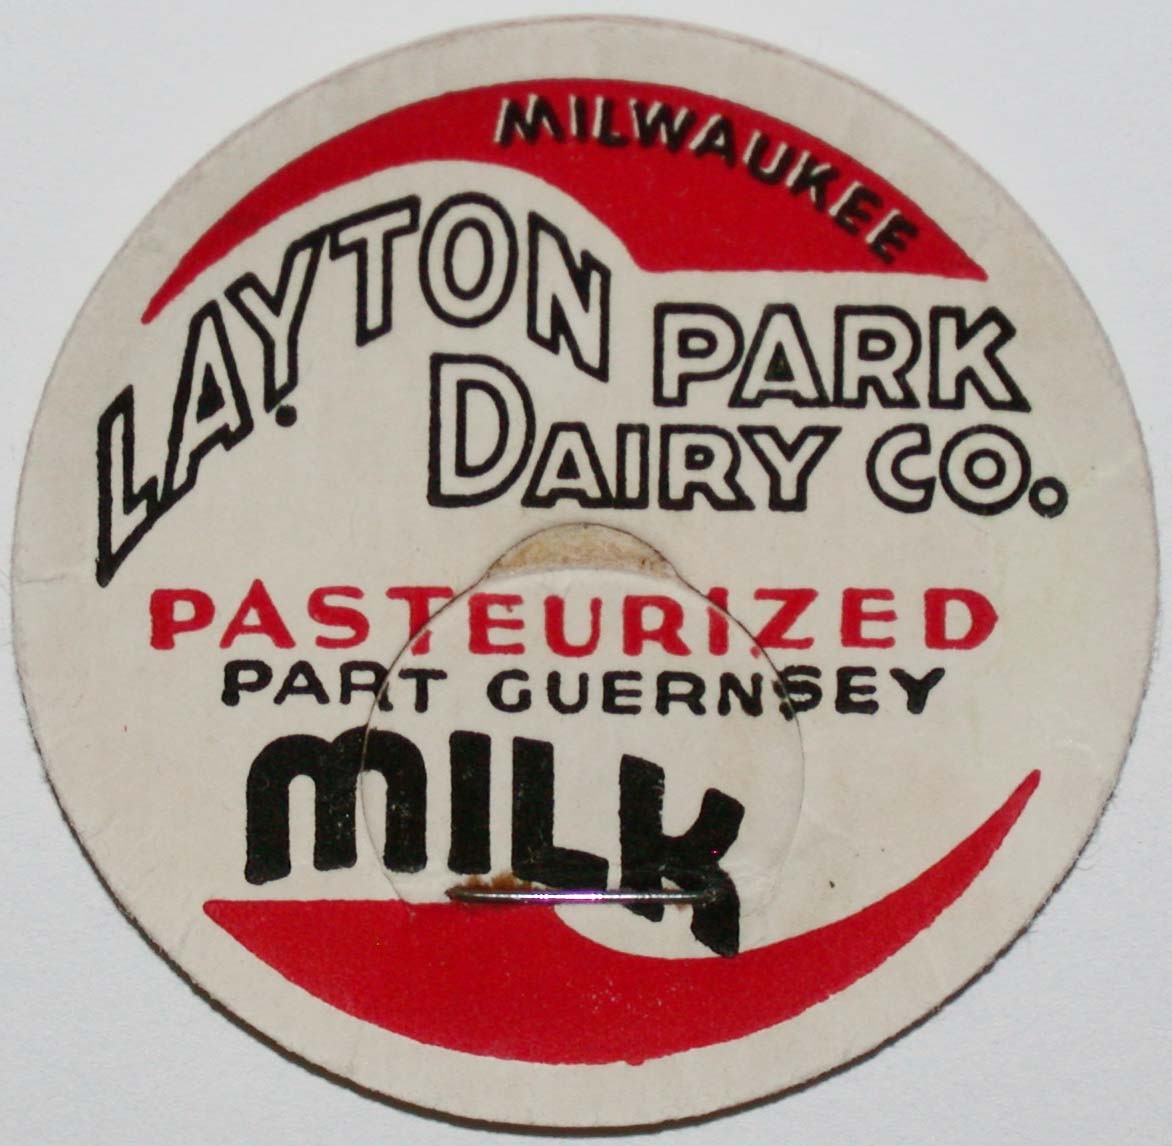 MILWAUKEE
LAYTON PARK
DAIRY CO.
PASTEURIZED
PART GUERNSEY
MILK